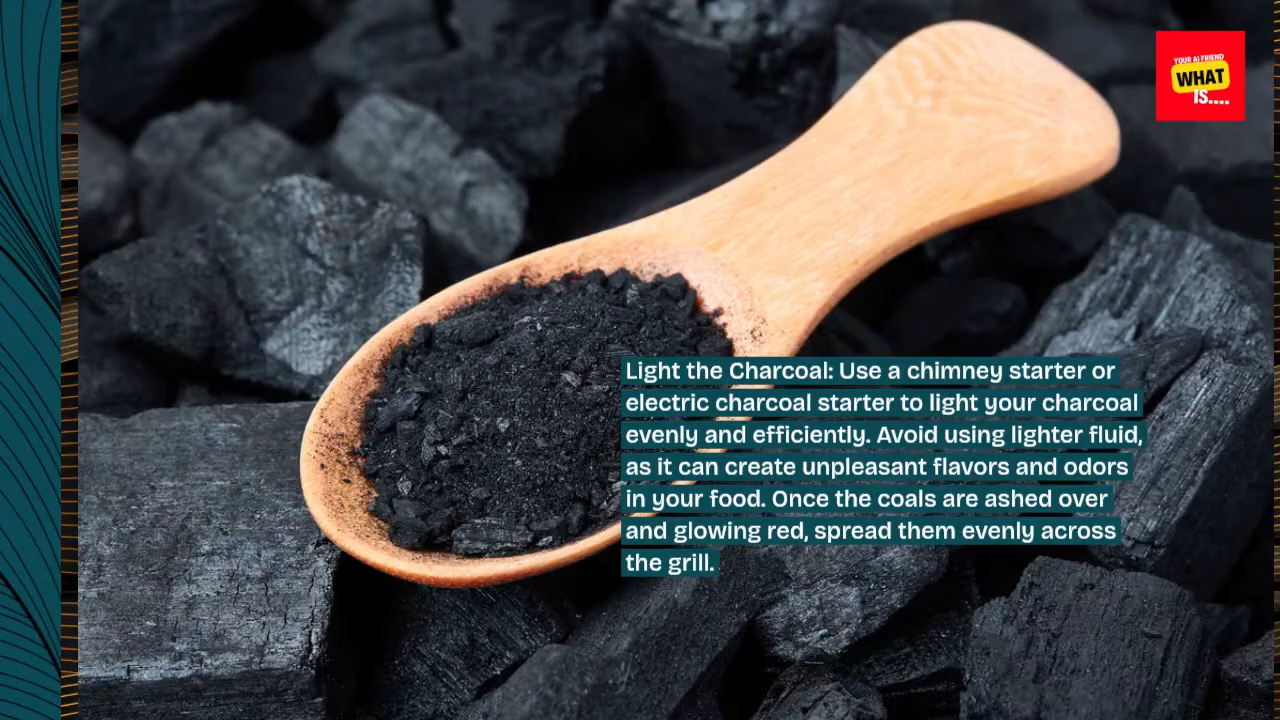 YOUR AI FRIEND
WHAT
IS....
Light the Charcoal: Use a chimney starter or
electric charcoal starter to light your charcoal
evenly and efficiently. Avoid using lighter fluid,
as it can create unpleasant flavors and odors
in your food. Once the coals are ashed over
and glowing red, spread them evenly across
the grill.